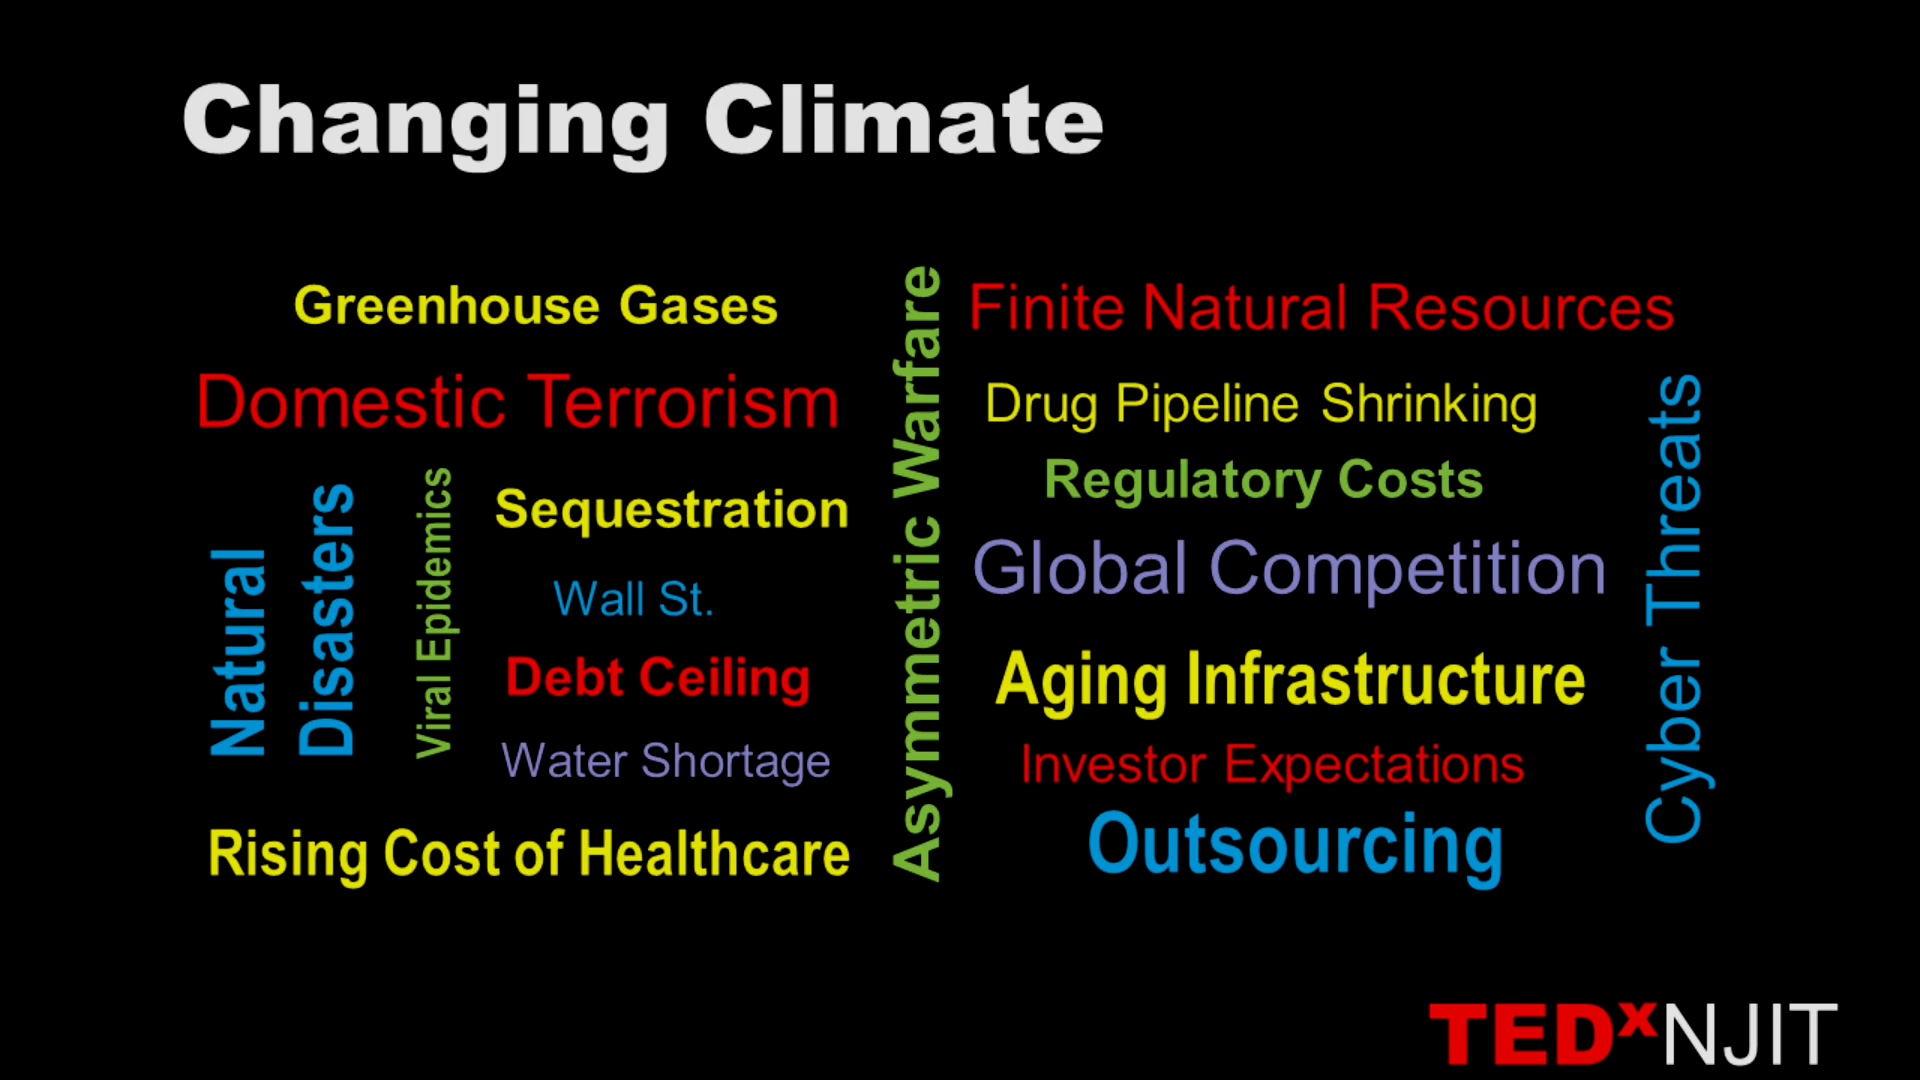 Changing Climate
Greenhouse Gases
Domestic Terrorism
Natural
Disasters
Viral Epidemics
Sequestration
Wall St.
Debt Ceiling
Water Shortage
Rising Cost of Healthcare
Asymmetric Warfare
Finite Natural Resources
Drug Pipeline Shrinking
Regulatory Costs
Global Competition
Aging Infrastructure
Investor Expectations
Outsourcing
Cyber Threats
TEDxNJIT